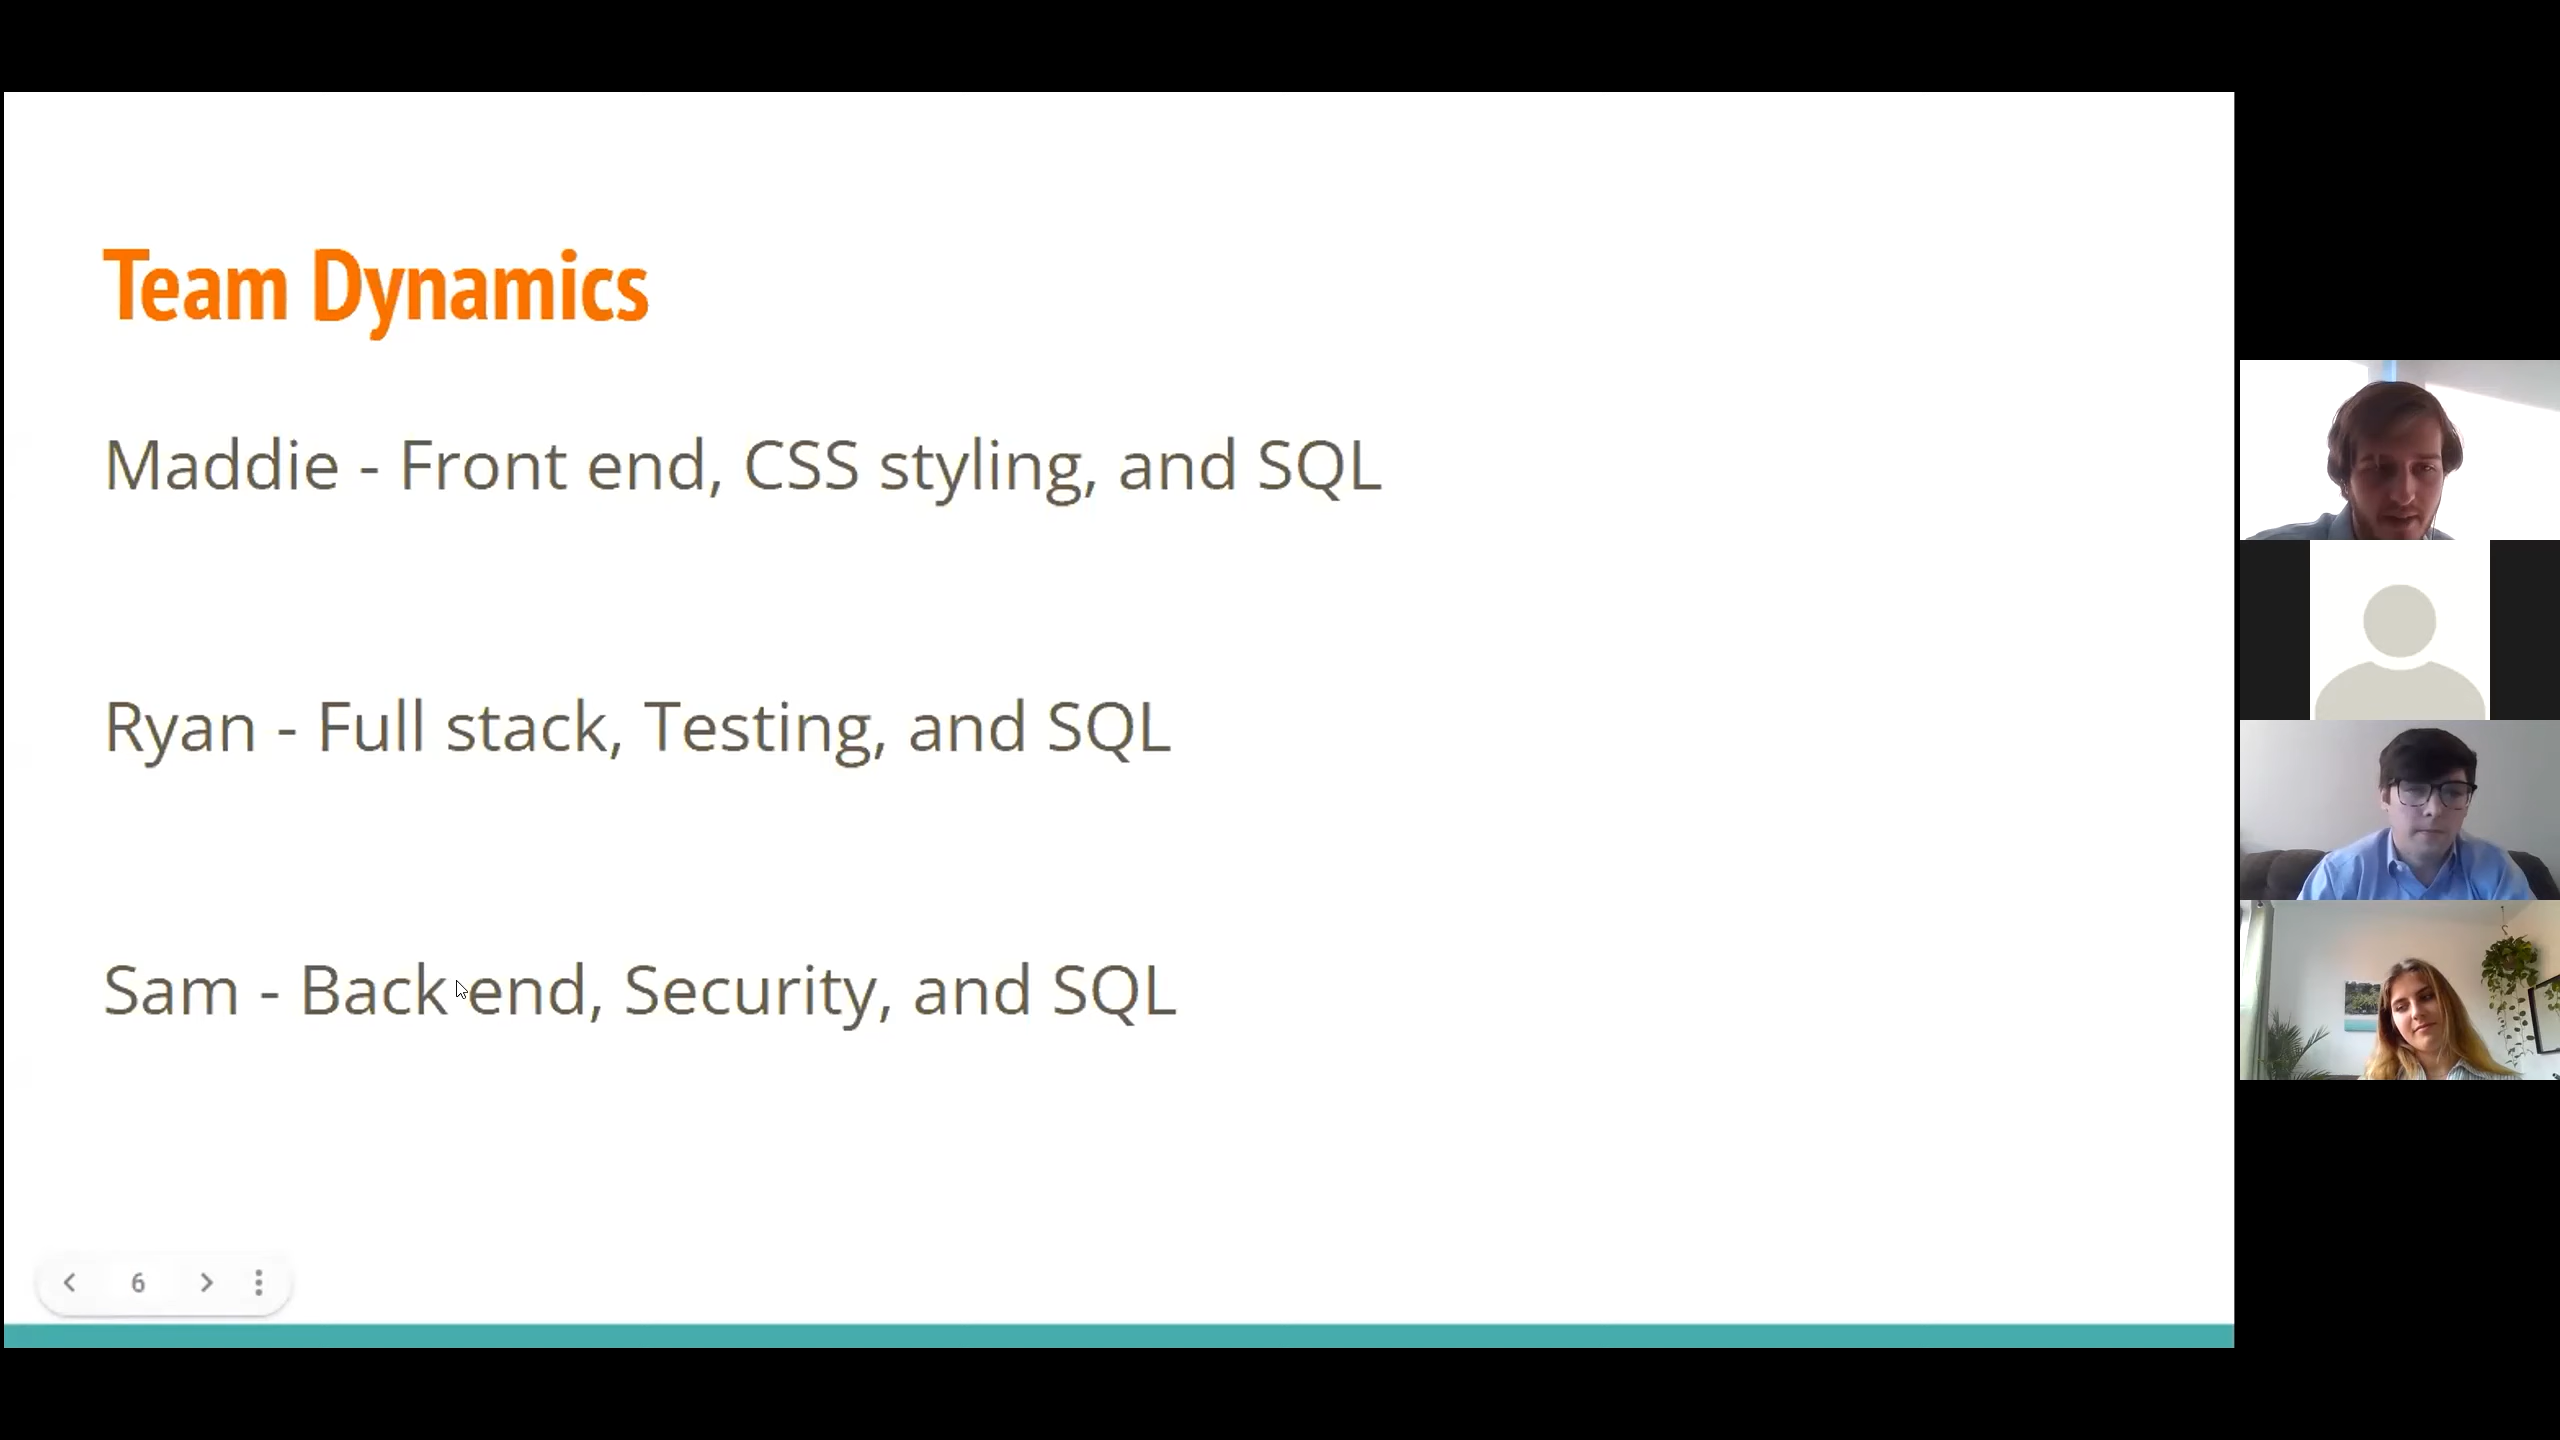 Team Dynamics
Maddie - Front end, CSS styling, and SQL
Ryan - Full stack, Testing, and SQL
Sam - Back end, Security, and SQL
6